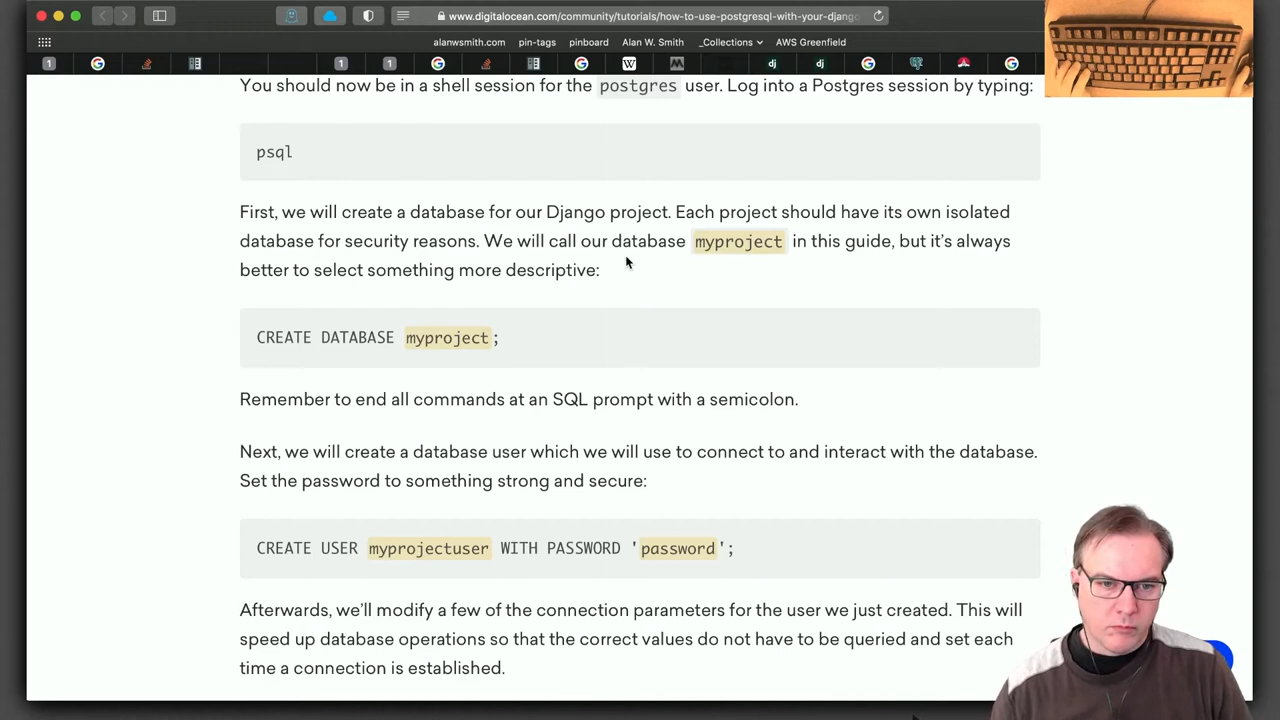 www.digitalocean.com/community/tutorials/how-to-use-postgresql-with-your-django
alanwsmith.com pin-tags pinboard Alan W. Smith _Collections AWS Greenfield
1 G 1 1 G G W dj dj G G
You should now be in a shell session for the postgres user. Log into a Postgres session by typing:
psql
First, we will create a database for our Django project. Each project should have its own isolated
database for security reasons. We will call our database myproject in this guide, but it's always
better to select something more descriptive:
CREATE DATABASE myproject;
Remember to end all commands at an SQL prompt with a semicolon.
Next, we will create a database user which we will use to connect to and interact with the database.
Set the password to something strong and secure:
CREATE USER myprojectuser WITH PASSWORD 'password';
Afterwards, we'll modify a few of the connection parameters for the user we just created. This will
speed up database operations so that the correct values do not have to be queried and set each
time a connection is established.